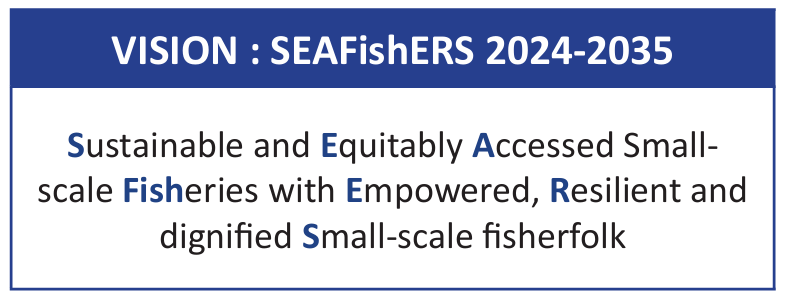 VISION : SEAFishERS 2024-2035
Sustainable and Equitably Accessed Small-
scale Fisheries with Empowered, Resilient and
dignified Small-scale fisherfolk